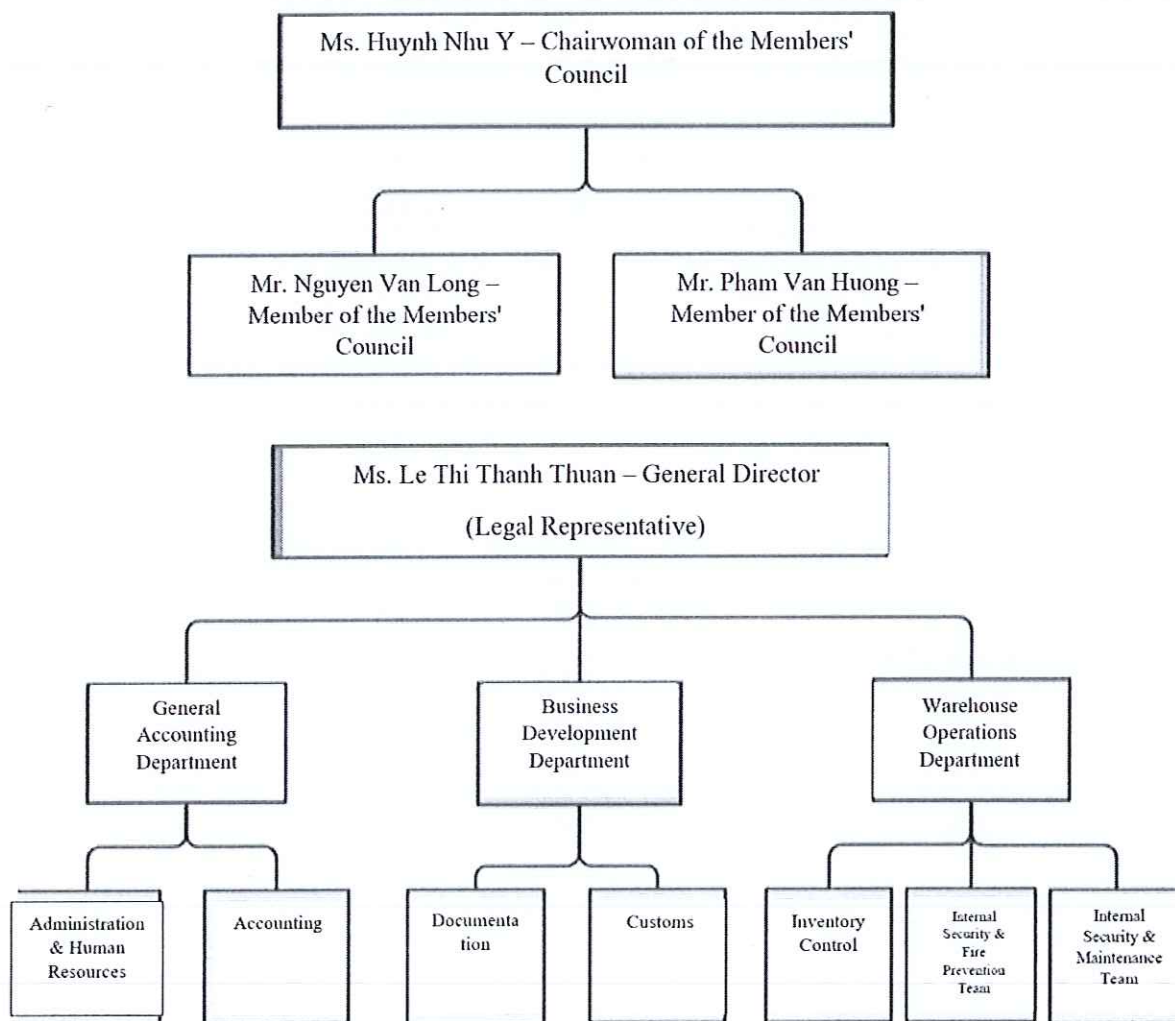 Ms. Huynh Nhu Y – Chairwoman of the Members'
Council
Mr. Nguyen Van Long –
Member of the Members'
Council
Mr. Pham Van Huong –
Member of the Members'
Council
Ms. Le Thi Thanh Thuan – General Director
(Legal Representative)
General
Accounting
Department
Business
Development
Department
Warehouse
Operations
Department
Administration
& Human
Resources
Accounting
Documenta
tion
Customs
Inventory
Control
Internal
Security &
Fire
Prevention
Team
Internal
Security &
Maintenance
Team